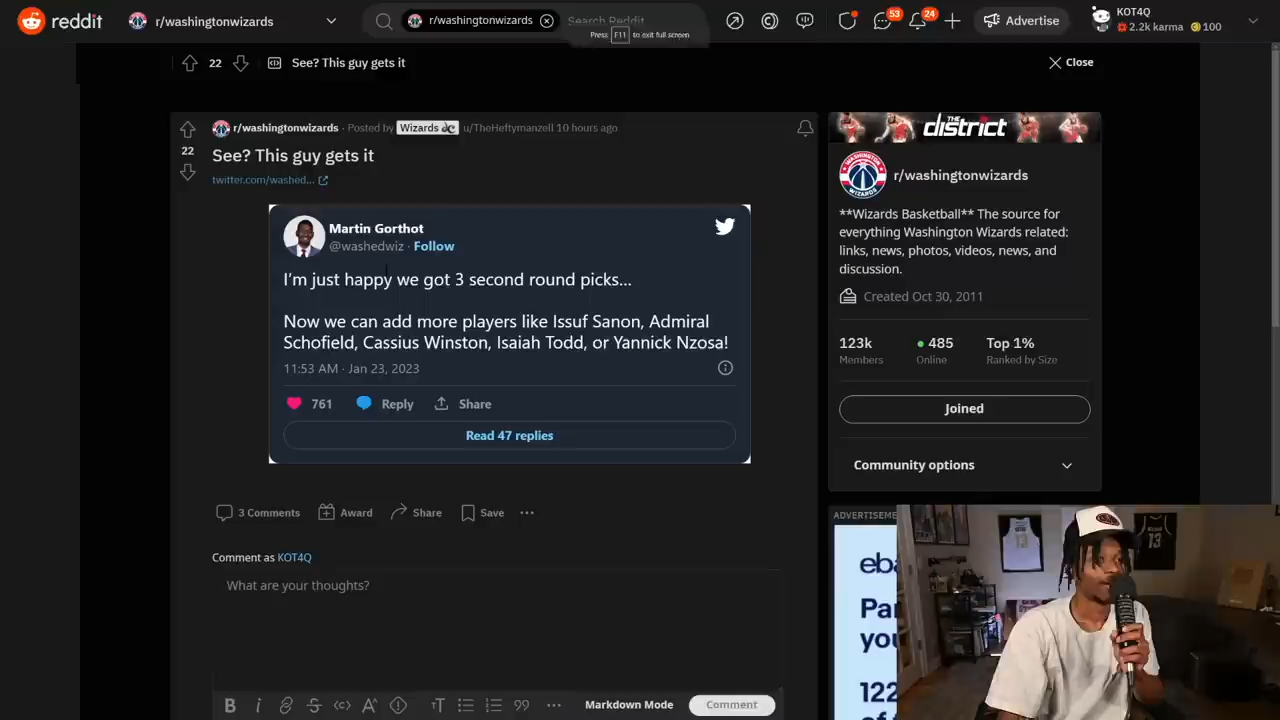 reddit
r/washingtonwizards
r/washingtonwizards
Search Reddit
Press F11 to exit full screen
53
24
Advertise
KOT4Q
2.2k karma
100
22
See? This guy gets it
Close
r/washingtonwizards · Posted by Wizards u/TheHeftymanzell 10 hours ago
22
See? This guy gets it
twitter.com/washed...
Martin Gorthot
@washedwiz · Follow
I'm just happy we got 3 second round picks...
Now we can add more players like Issuf Sanon, Admiral
Schofield, Cassius Winston, Isaiah Todd, or Yannick Nzosa!
11:53 AM · Jan 23, 2023
761
Reply
Share
Read 47 replies
3 Comments
Award
Share
Save
Comment as KOT4Q
What are your thoughts?
Markdown Mode
Comment
THE
district
r/washingtonwizards
**Wizards Basketball** The source for
everything Washington Wizards related:
links, news, photos, videos, news, and
discussion.
Created Oct 30, 2011
123k
485
Top 1%
Members
Online
Ranked by Size
Joined
Community options
ADVERTISEME
eb
Par
you
122
13